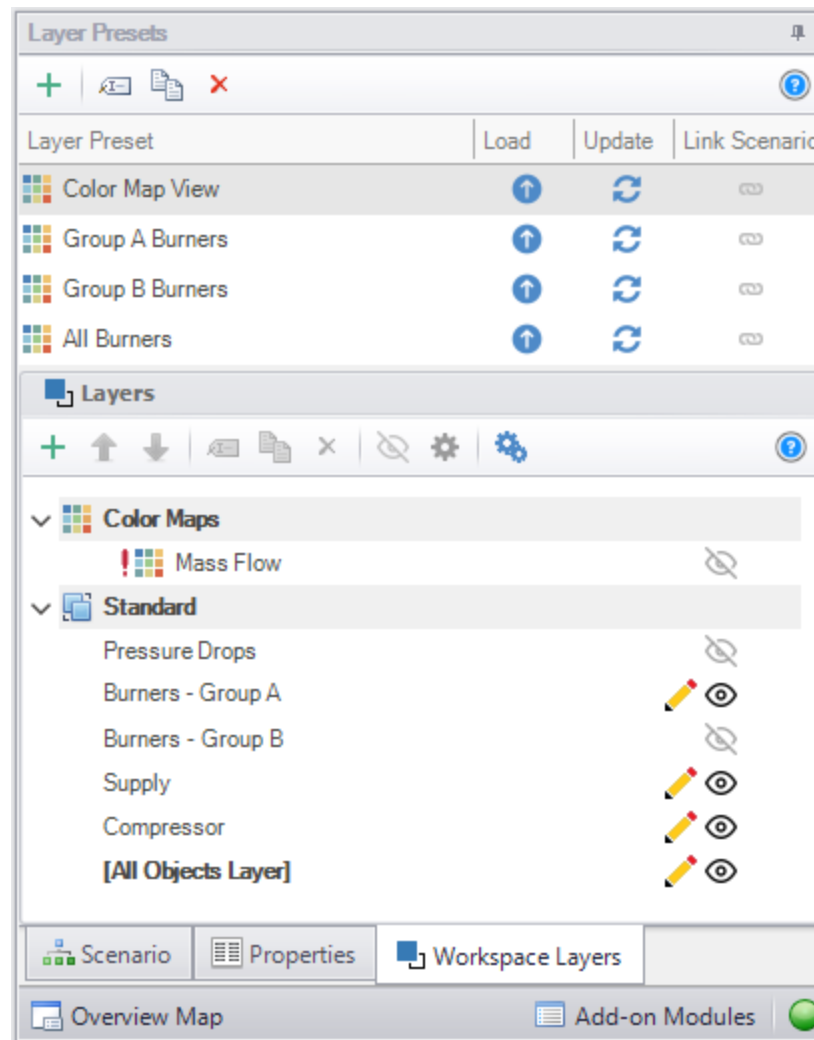 Layer Presets
Layer Preset Load Update Link Scenario
Color Map View
Group A Burners
Group B Burners
All Burners
Layers
Color Maps
Mass Flow
Standard
Pressure Drops
Burners - Group A
Burners - Group B
Supply
Compressor
[All Objects Layer]
Scenario Properties Workspace Layers
Overview Map Add-on Modules